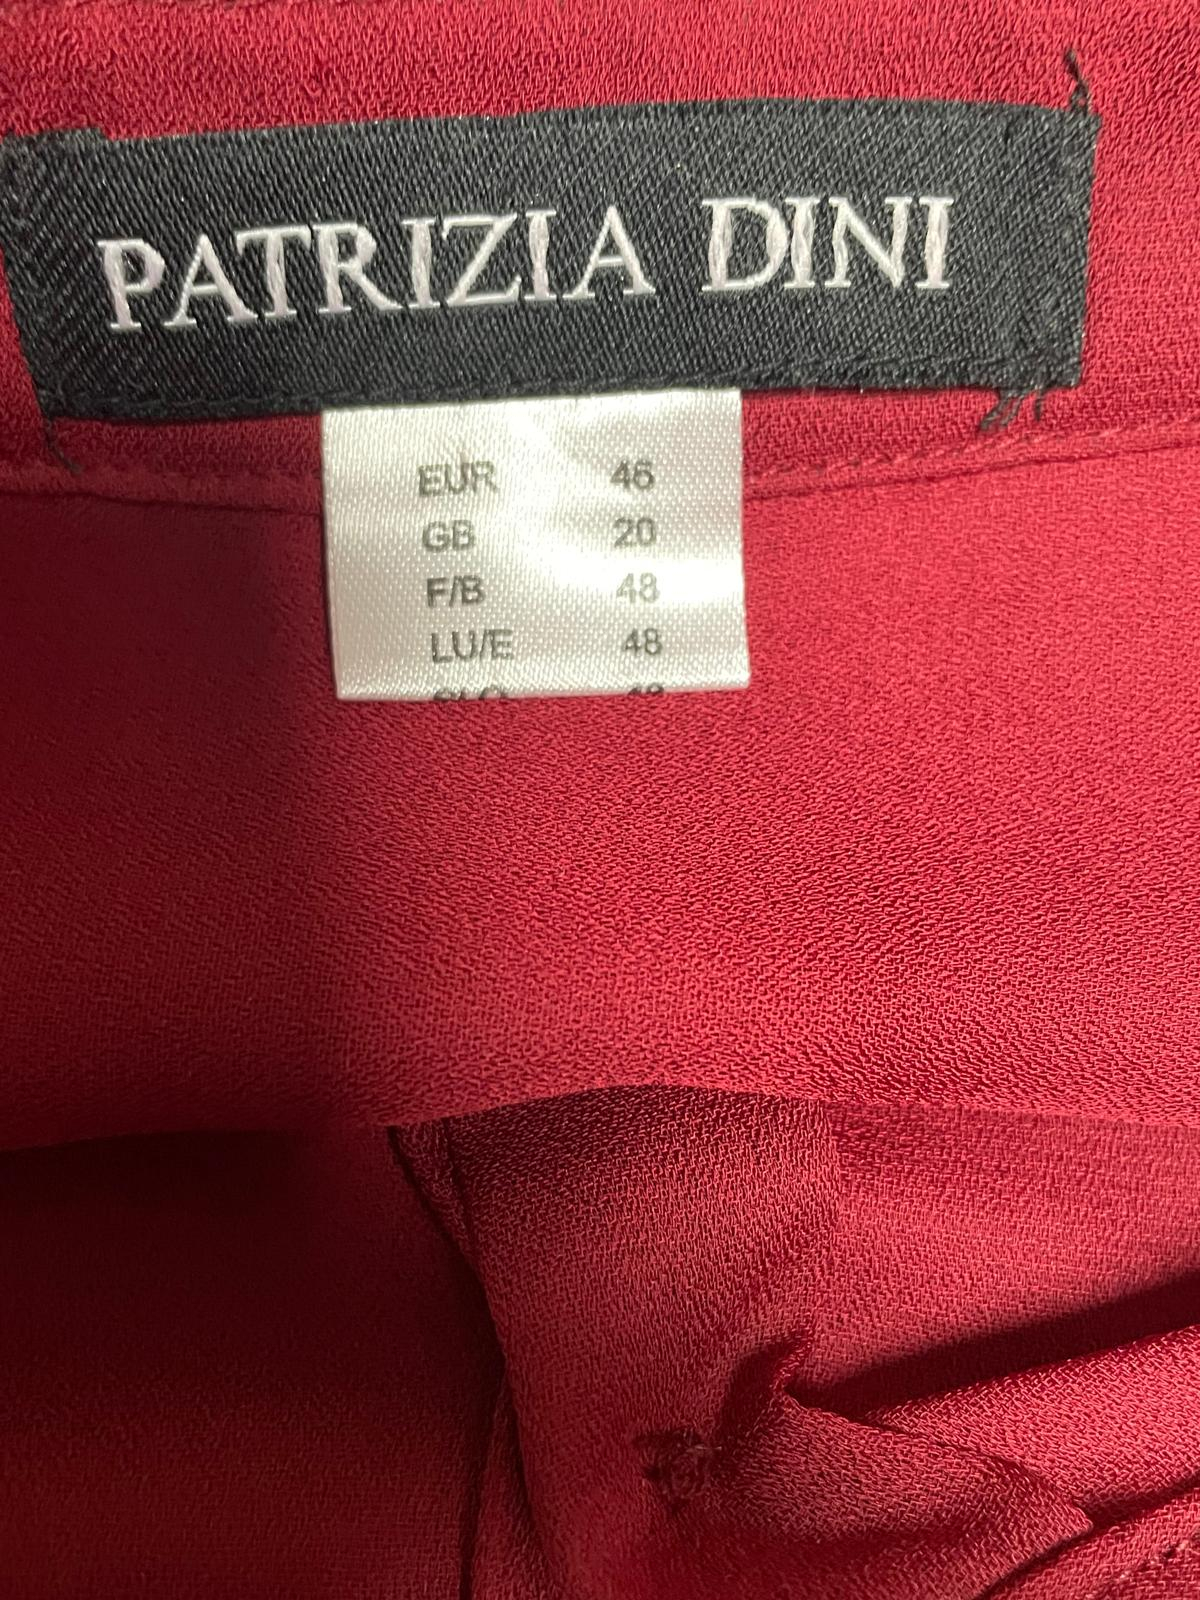 PATRIZIA DINI
EUR 46
GB 20
F/B 48
LU/E 48